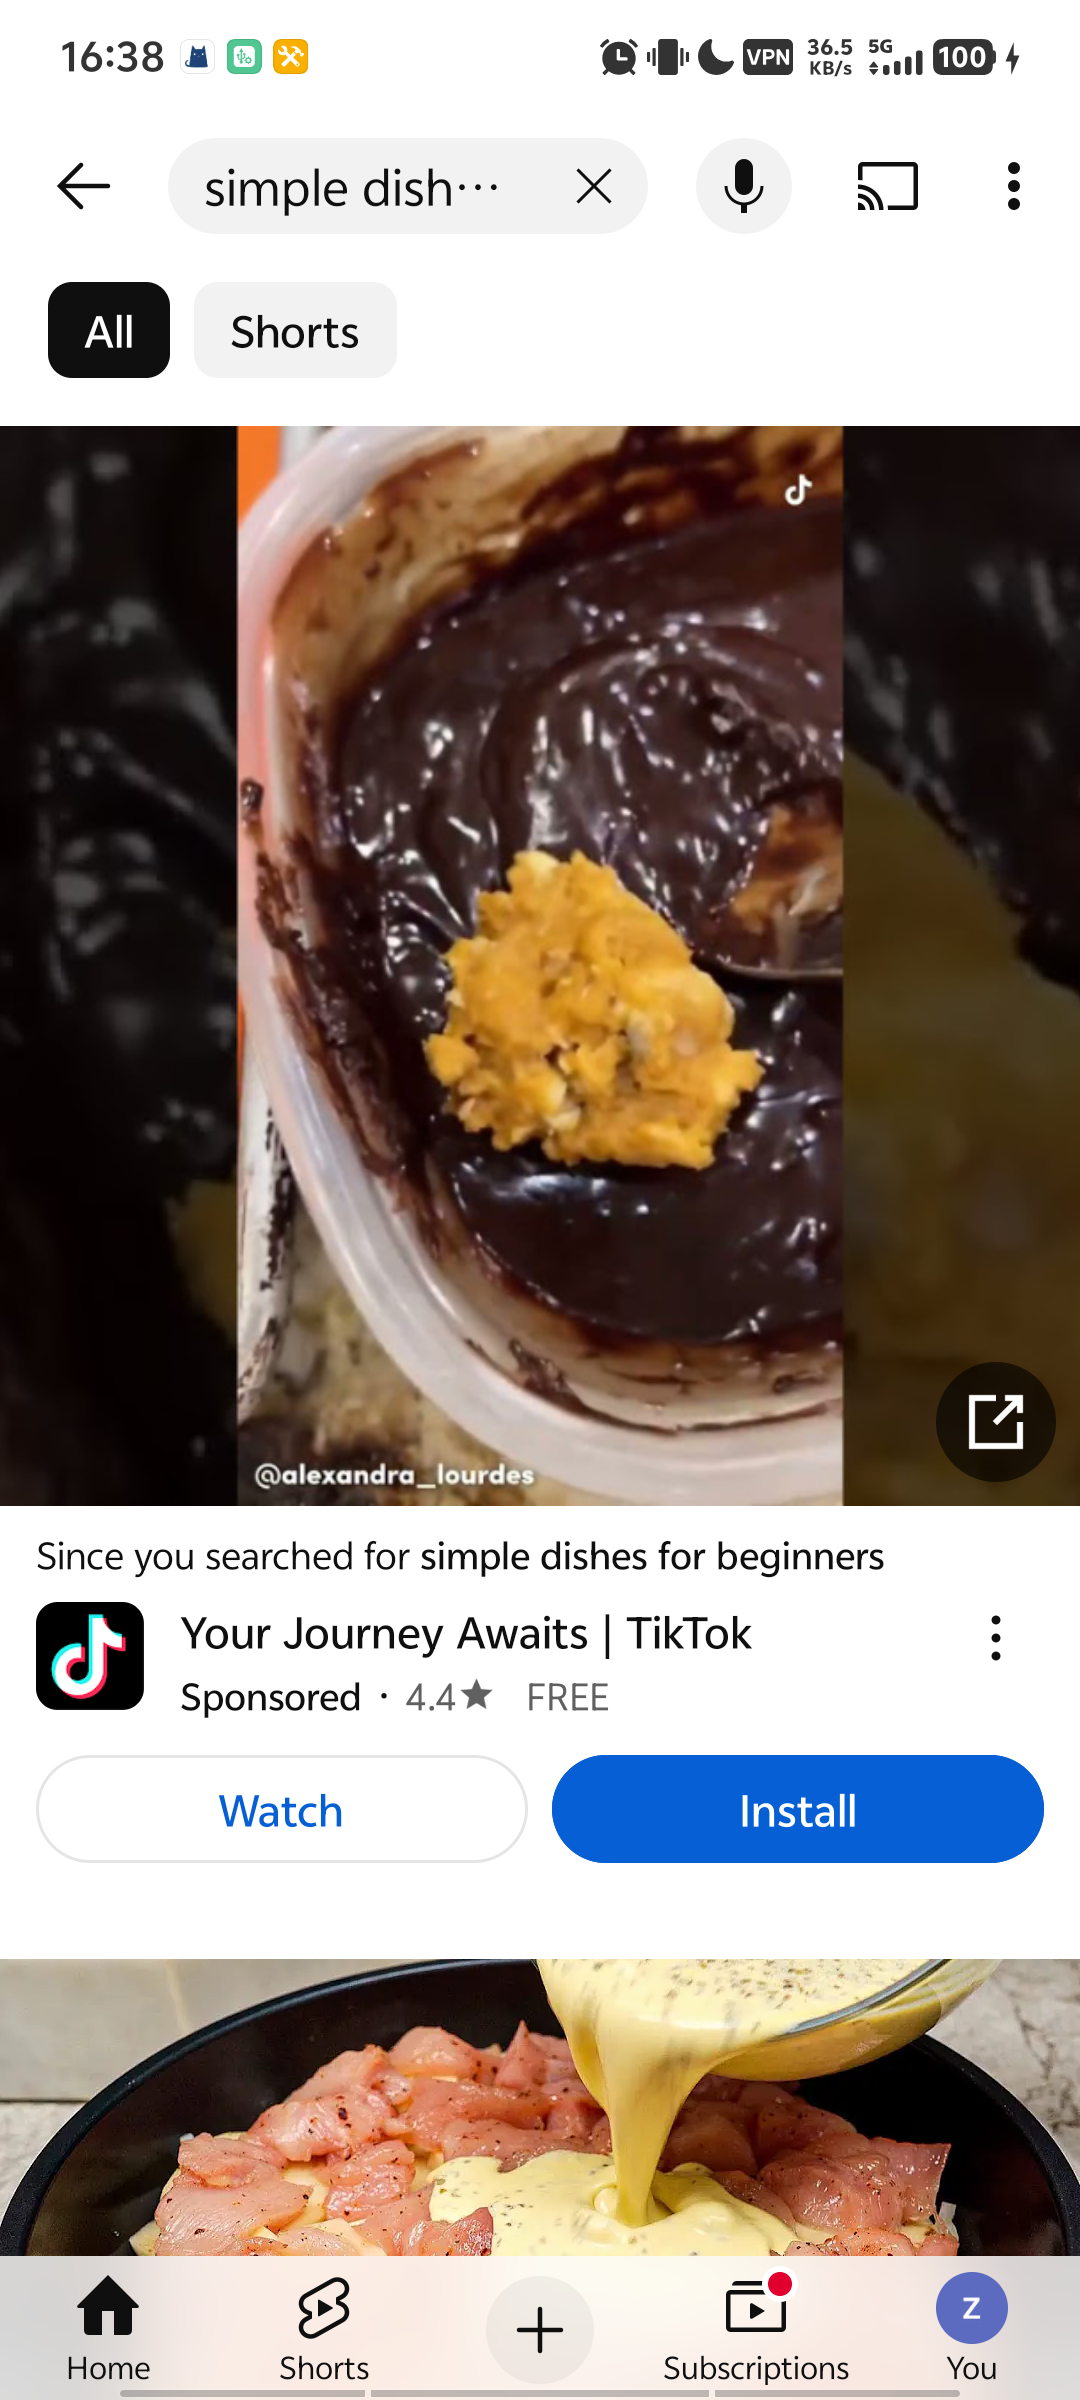 16:38
VPN
36.5
KB/s
5G
100
simple dish...
All
Shorts
@alexandra_lourdes
Since you searched for simple dishes for beginners
Your Journey Awaits | TikTok
Sponsored · 4.4★ FREE
Watch
Install
Home
Shorts
Subscriptions
Z
You